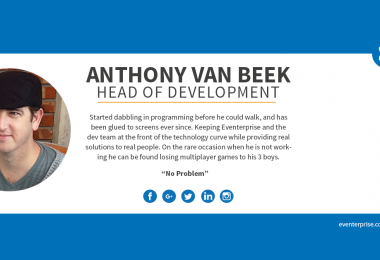 ANTHONY VAN BEEK
HEAD OF DEVELOPMENT
Started dabbling in programming before he could walk, and has
been glued to screens ever since. Keeping Eventerprise and the
dev team at the front of the technology curve while providing real
solutions to real people. On the rare occasion when he is not work-
ing he can be found losing multiplayer games to his 3 boys.
“No Problem”
f G+ in
eventerprise.co